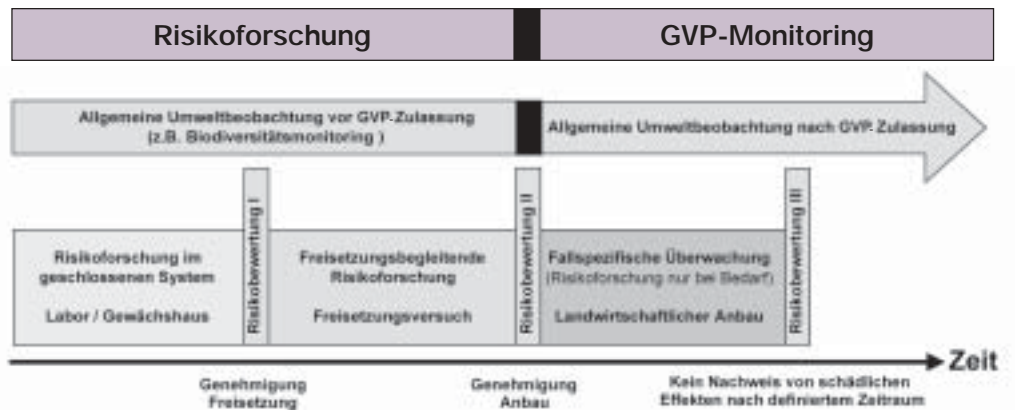 Risikoforschung
GVP-Monitoring
Allgemeine Umweltbeobachtung vor GVP-Zulassung
(z.B. Biodiversitätsmonitoring )
Allgemeine Umweltbeobachtung nach GVP-Zulassung
Risikoforschung im
geschlossenen System
Labor / Gewächshaus
Risikobewertung I
Freisetzungsbegleitende
Risikoforschung
Freisetzungsversuch
Risikobewertung II
Fallspezifische Überwachung
(Risikoforschung nur bei Bedarf)
Landwirtschaftlicher Anbau
Risikobewertung III
Zeit
Genehmigung
Freisetzung
Genehmigung
Anbau
Kein Nachweis von schädlichen
Effekten nach definiertem Zeitraum